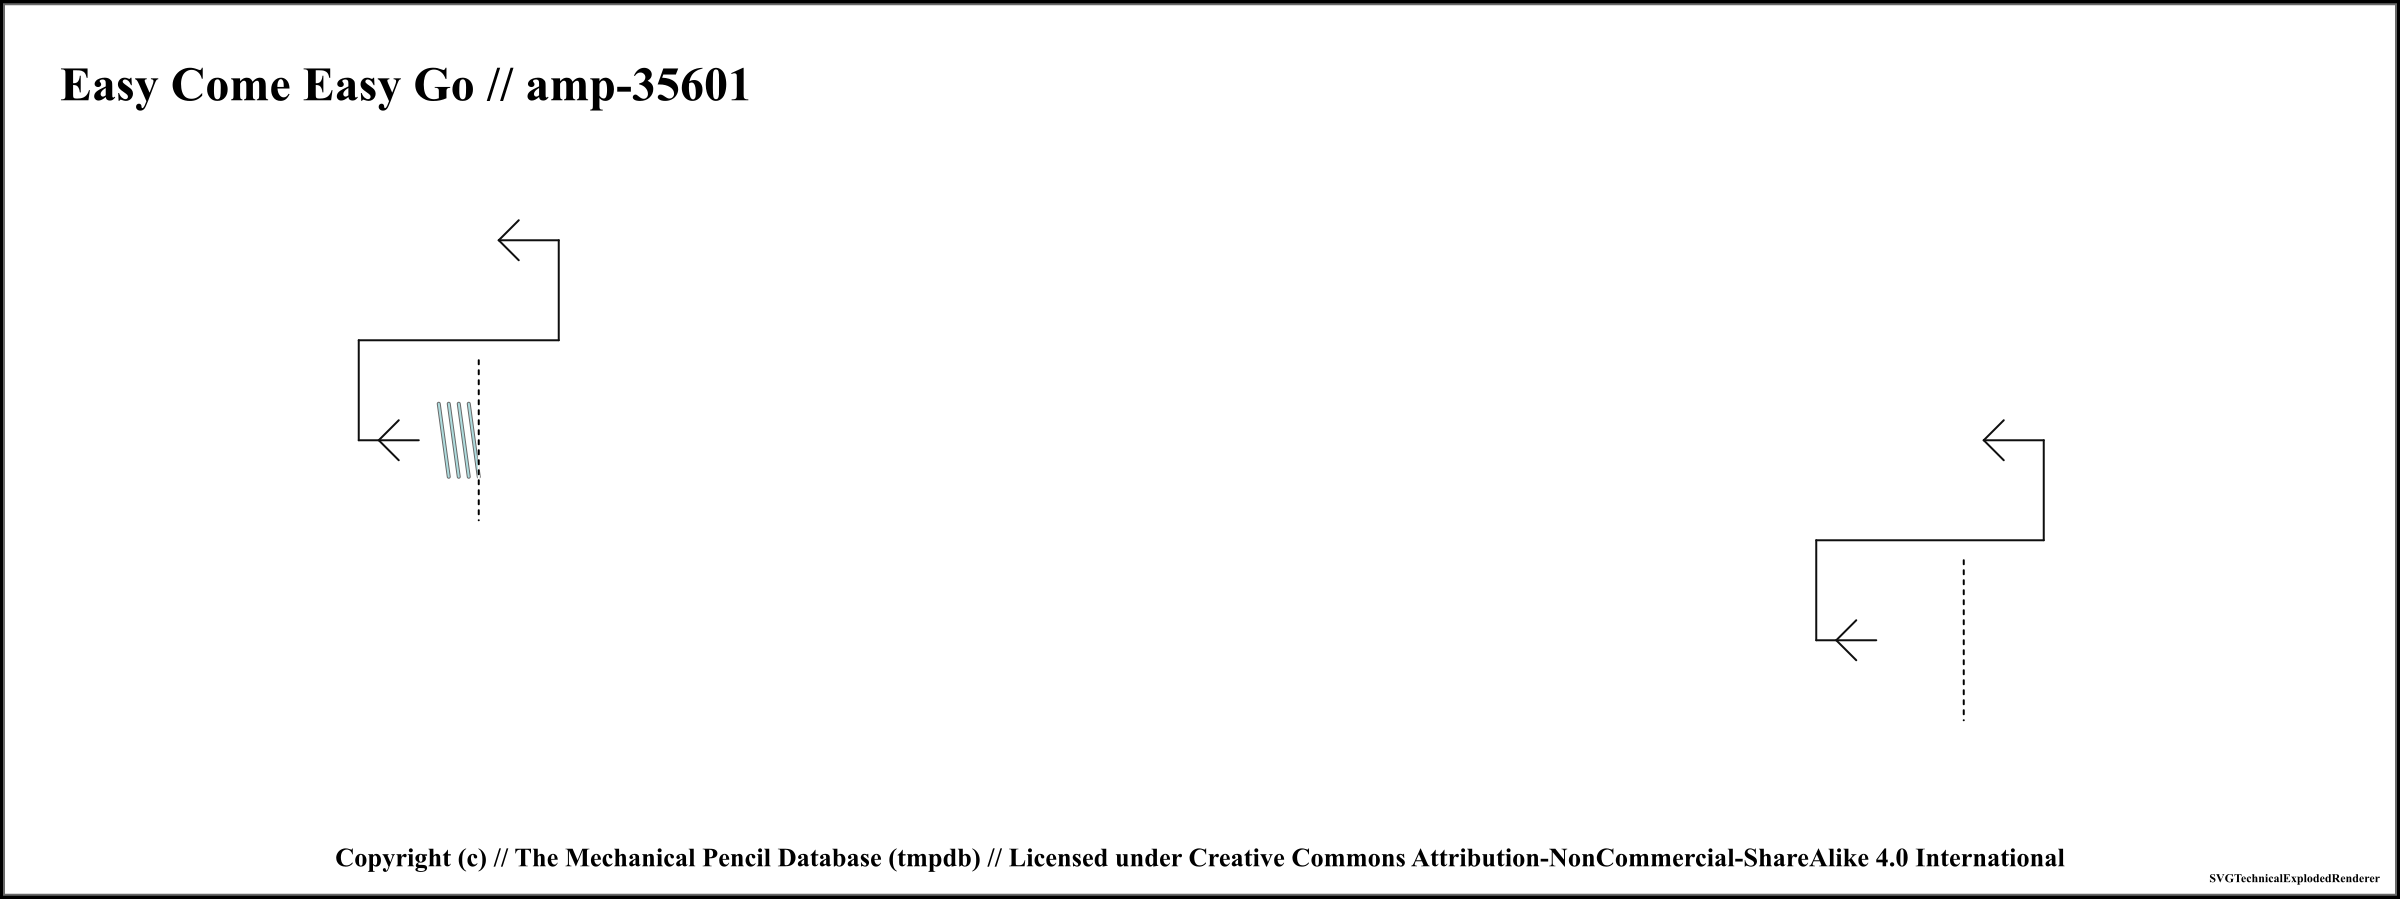 Easy Come Easy Go // amp-35601
Copyright (c) // The Mechanical Pencil Database (tmpdb) // Licensed under Creative Commons Attribution-NonCommercial-ShareAlike 4.0 International
SVGTechnicalExplodedRenderer